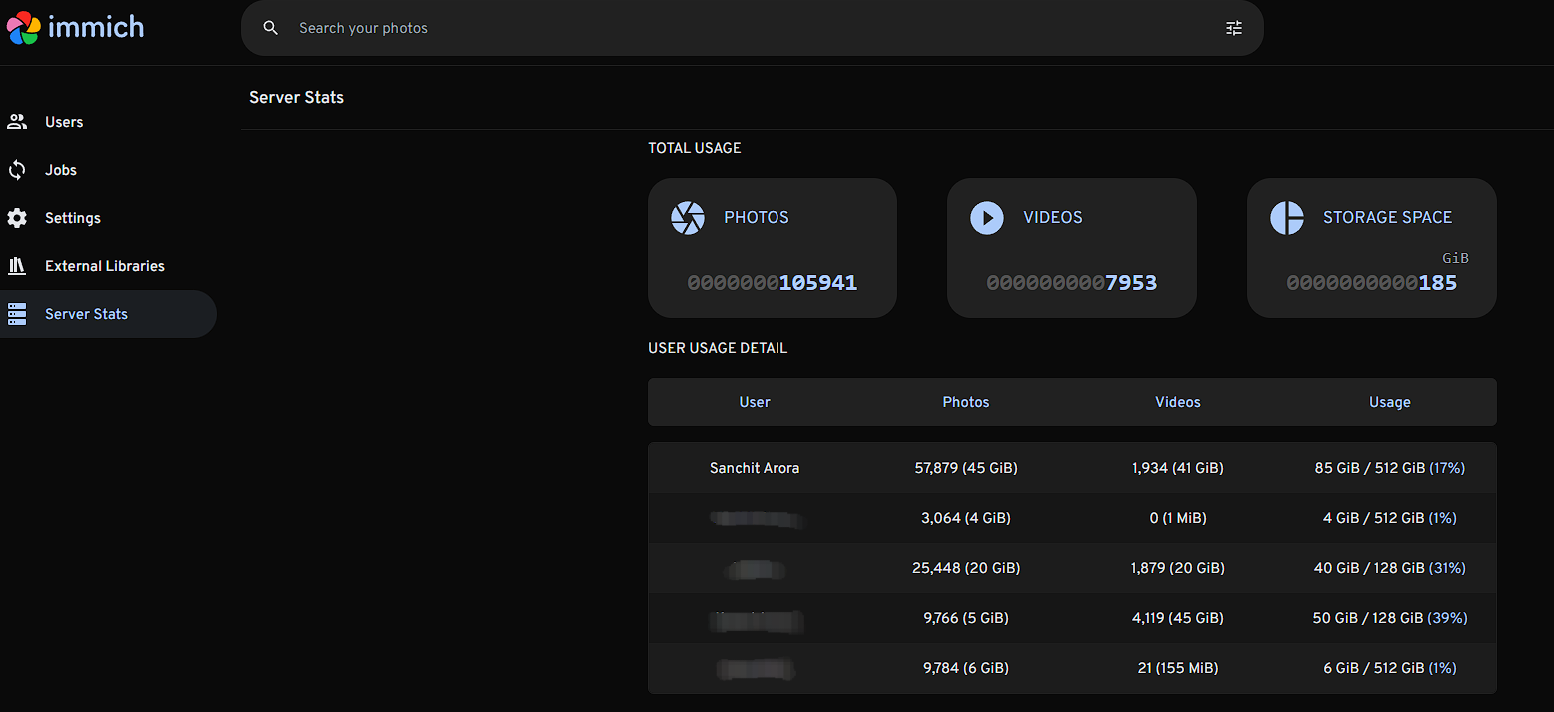 immich
Search your photos
Server Stats
Users
Jobs
Settings
External Libraries
Server Stats
TOTAL USAGE
PHOTOS
0000000105941
VIDEOS
0000000007953
STORAGE SPACE
GiB
0000000000185
USER USAGE DETAIL
User Photos Videos Usage
Sanchit Arora 57,879 (45 GiB) 1,934 (41 GiB) 85 GiB / 512 GiB (17%)
3,064 (4 GiB) 0 (1 MiB) 4 GiB / 512 GiB (1%)
25,448 (20 GiB) 1,879 (20 GiB) 40 GiB / 128 GiB (31%)
9,766 (5 GiB) 4,119 (45 GiB) 50 GiB / 128 GiB (39%)
9,784 (6 GiB) 21 (155 MiB) 6 GiB / 512 GiB (1%)